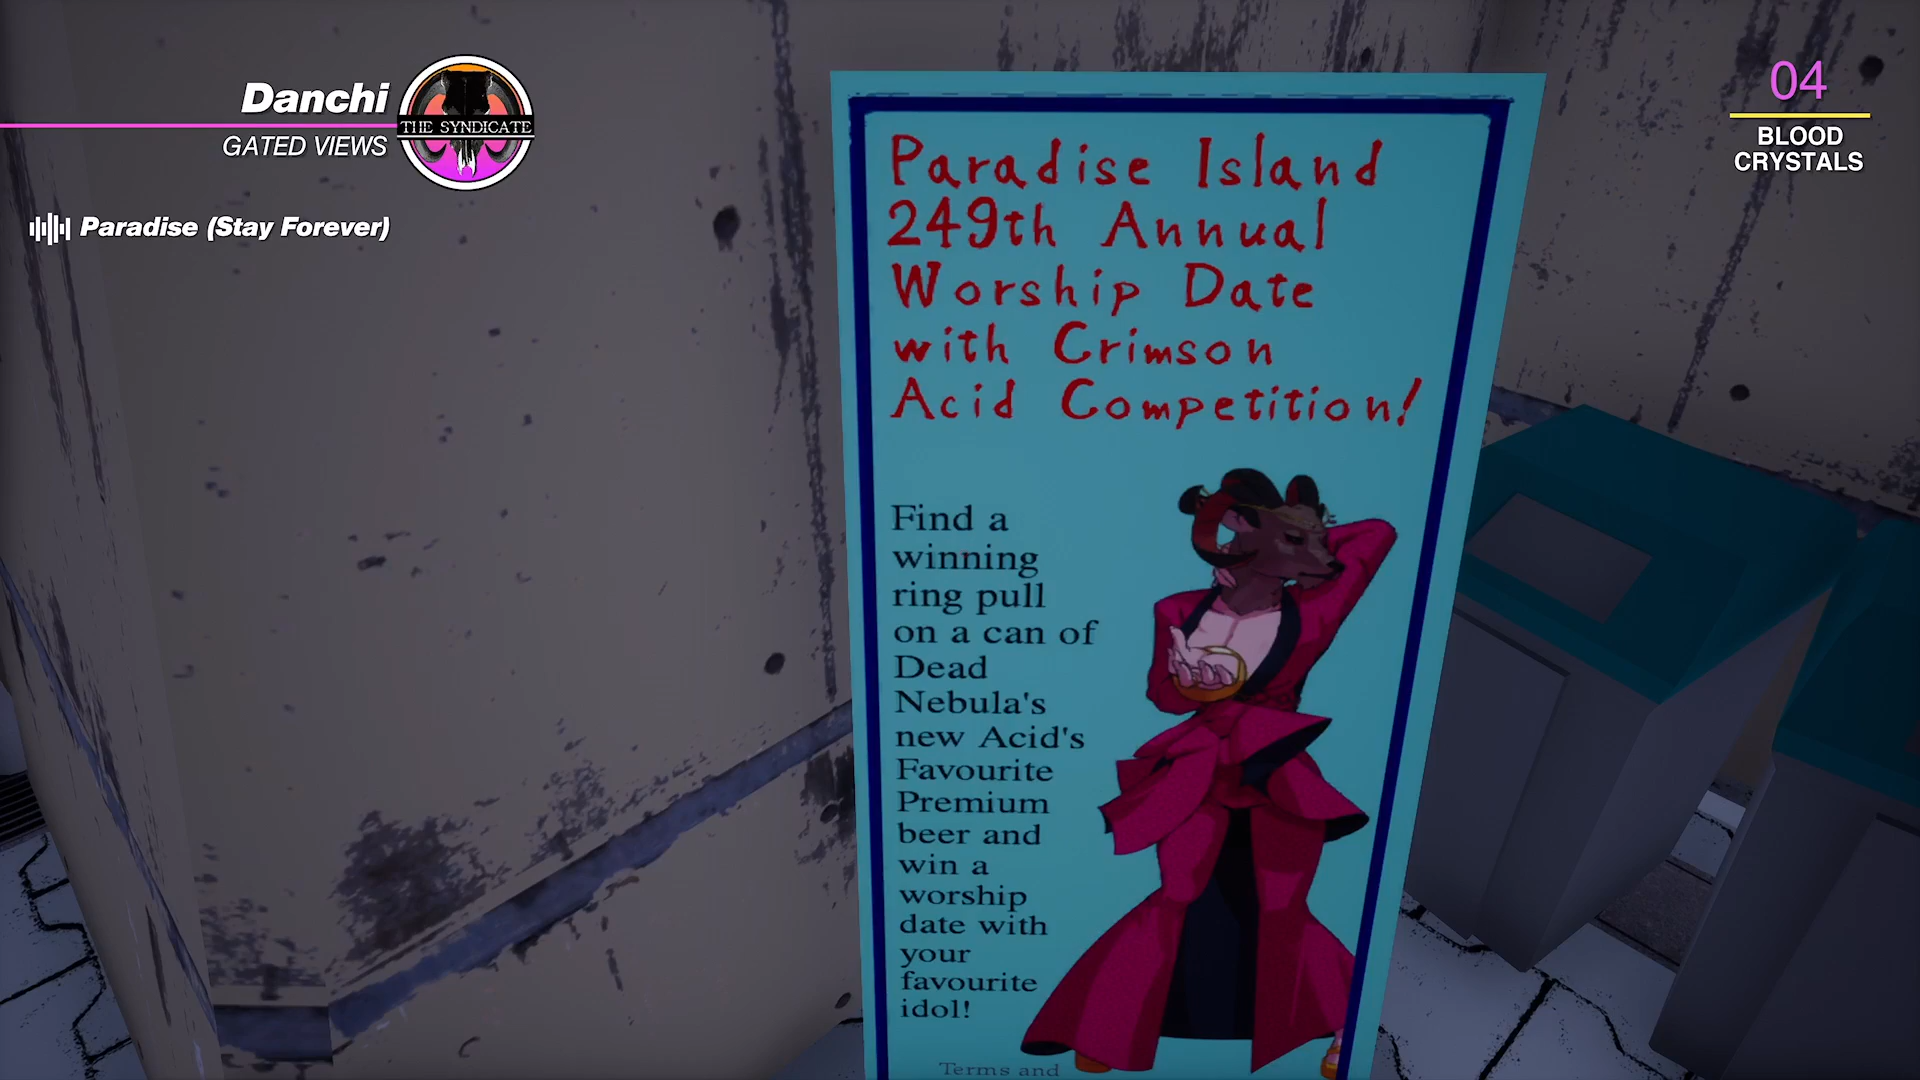 Danchi
THE SYNDICATE
GATED VIEWS
Paradise (Stay Forever)
04
BLOOD
CRYSTALS
Paradise Island
249th Annual
Worship Date
with Crimson
Acid Competition!
Find a
winning
ring pull
on a can of
Dead
Nebula's
new Acid's
Favourite
Premium
beer and
win a
worship
date with
your
favourite
idol!
Terms and